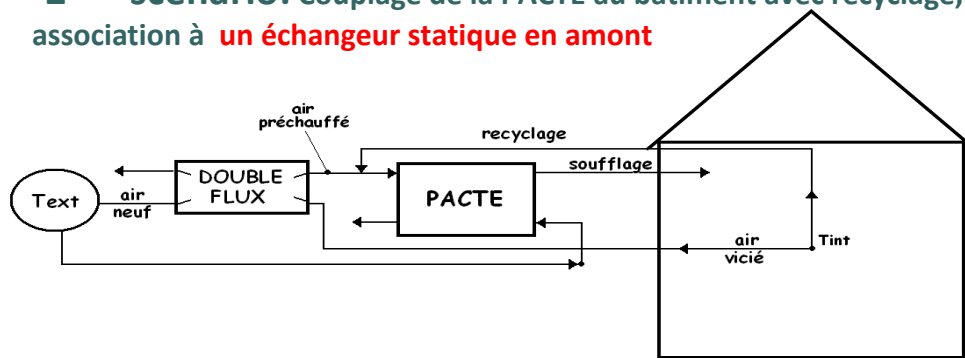 scénario: Couplage de la PACTE au bâtiment avec recyclage,
association à un échangeur statique en amont
air
préchauffé
recyclage
soufflage
DOUBLE
FLUX
PACTE
Text
air
neuf
air
vicié
Tint